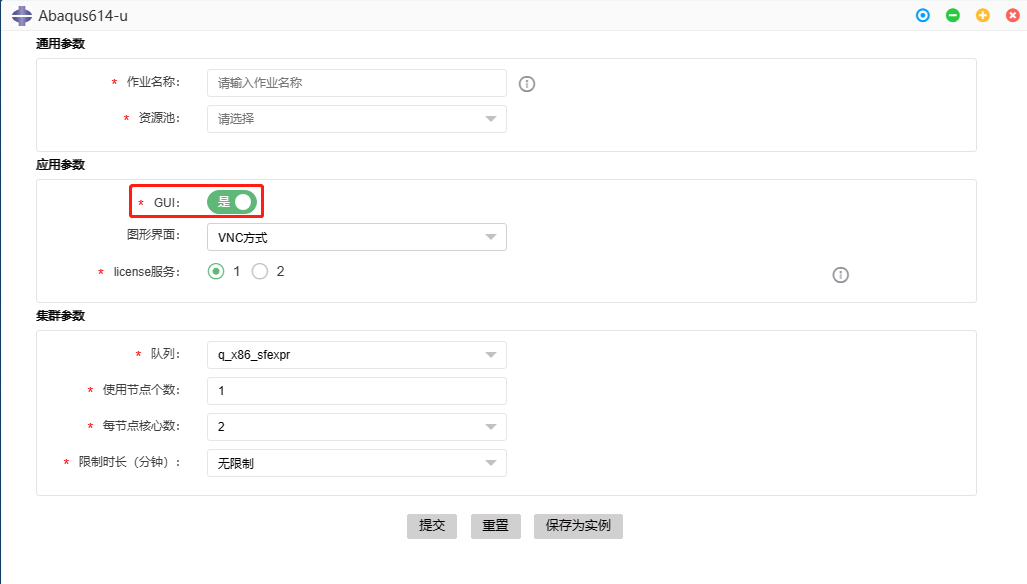 Abaqus614-u
通用参数
* 作业名称: 请输入作业名称
* 资源池: 请选择
应用参数
* GUI: 是
图形界面: VNC方式
* license服务: 1 2
集群参数
* 队列: q_x86_sfexpr
* 使用节点个数: 1
* 每节点核心数: 2
* 限制时长（分钟）: 无限制
提交 重置 保存为实例